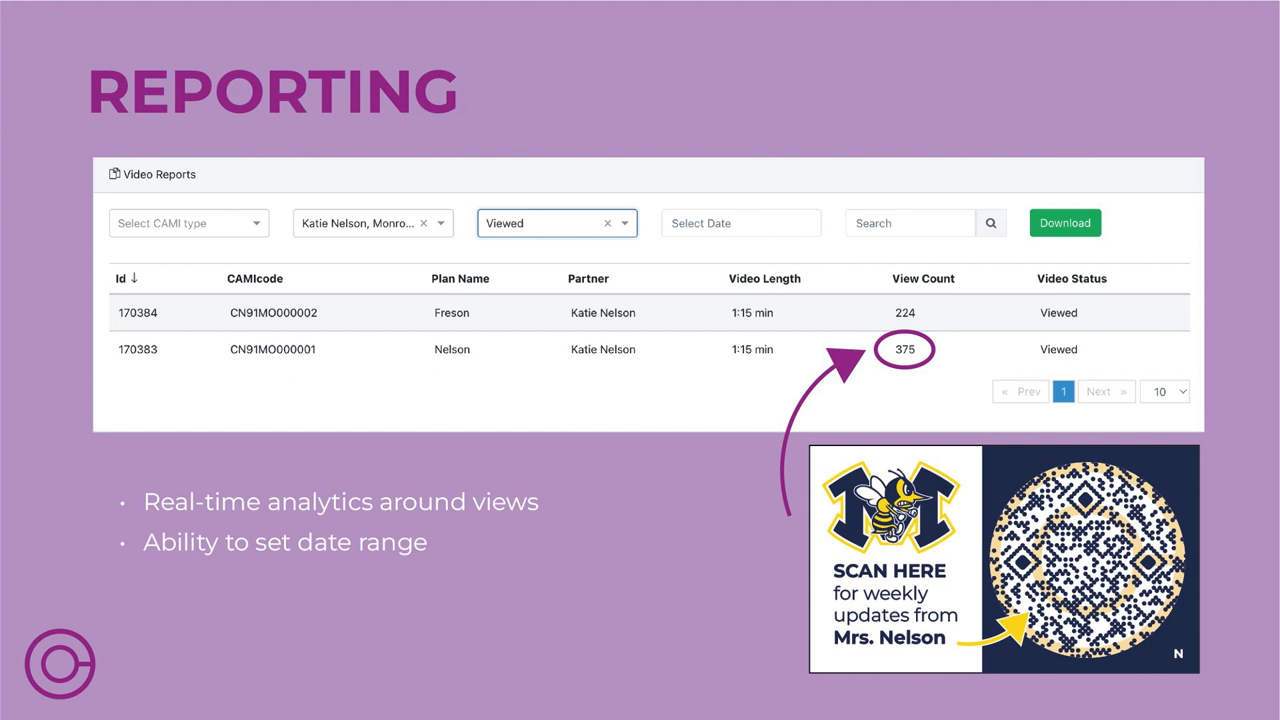 REPORTING
Video Reports
Select CAMI type Katie Nelson, Monro... × Viewed × Select Date Search Download
Id ↓ CAMIcode Plan Name Partner Video Length View Count Video Status
170384 CN91MO000002 Freson Katie Nelson 1:15 min 224 Viewed
170383 CN91MO000001 Nelson Katie Nelson 1:15 min 375 Viewed
« Prev 1 Next » 10
• Real-time analytics around views
• Ability to set date range
M
SCAN HERE
for weekly
updates from
Mrs. Nelson
N